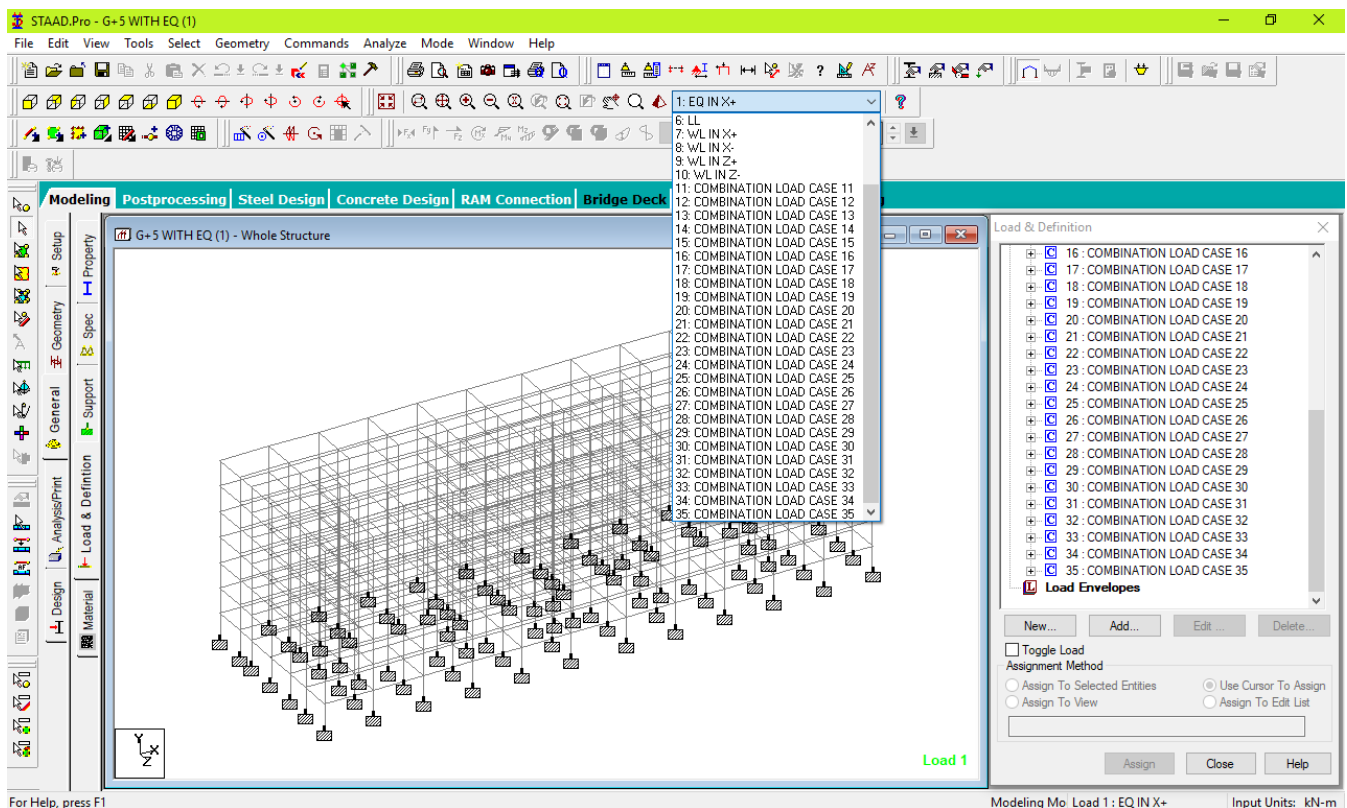 STAAD.Pro - G+5 WITH EQ (1)
File Edit View Tools Select Geometry Commands Analyze Mode Window Help
1: EQ IN X+
6: LL
7: WL IN X+
8: WL IN X-
9: WL IN Z+
10: WL IN Z-
11: COMBINATION LOAD CASE 11
12: COMBINATION LOAD CASE 12
13: COMBINATION LOAD CASE 13
14: COMBINATION LOAD CASE 14
15: COMBINATION LOAD CASE 15
16: COMBINATION LOAD CASE 16
17: COMBINATION LOAD CASE 17
18: COMBINATION LOAD CASE 18
19: COMBINATION LOAD CASE 19
20: COMBINATION LOAD CASE 20
21: COMBINATION LOAD CASE 21
22: COMBINATION LOAD CASE 22
23: COMBINATION LOAD CASE 23
24: COMBINATION LOAD CASE 24
25: COMBINATION LOAD CASE 25
26: COMBINATION LOAD CASE 26
27: COMBINATION LOAD CASE 27
28: COMBINATION LOAD CASE 28
29: COMBINATION LOAD CASE 29
30: COMBINATION LOAD CASE 30
31: COMBINATION LOAD CASE 31
32: COMBINATION LOAD CASE 32
33: COMBINATION LOAD CASE 33
34: COMBINATION LOAD CASE 34
35: COMBINATION LOAD CASE 35
Modeling Postprocessing Steel Design Concrete Design RAM Connection Bridge Deck
Setup
Geometry
General
Analysis/Print
Design
Property
Spec
Support
Load & Defintion
Material
G+5 WITH EQ (1) - Whole Structure
Y
X
Z
Load 1
Load & Definition
16 : COMBINATION LOAD CASE 16
17 : COMBINATION LOAD CASE 17
18 : COMBINATION LOAD CASE 18
19 : COMBINATION LOAD CASE 19
20 : COMBINATION LOAD CASE 20
21 : COMBINATION LOAD CASE 21
22 : COMBINATION LOAD CASE 22
23 : COMBINATION LOAD CASE 23
24 : COMBINATION LOAD CASE 24
25 : COMBINATION LOAD CASE 25
26 : COMBINATION LOAD CASE 26
27 : COMBINATION LOAD CASE 27
28 : COMBINATION LOAD CASE 28
29 : COMBINATION LOAD CASE 29
30 : COMBINATION LOAD CASE 30
31 : COMBINATION LOAD CASE 31
32 : COMBINATION LOAD CASE 32
33 : COMBINATION LOAD CASE 33
34 : COMBINATION LOAD CASE 34
35 : COMBINATION LOAD CASE 35
Load Envelopes
New... Add... Edit ... Delete...
Toggle Load
Assignment Method
Assign To Selected Entities Use Cursor To Assign
Assign To View Assign To Edit List
Assign Close Help
For Help, press F1 Modeling Mo Load 1 : EQ IN X+ Input Units: kN-m